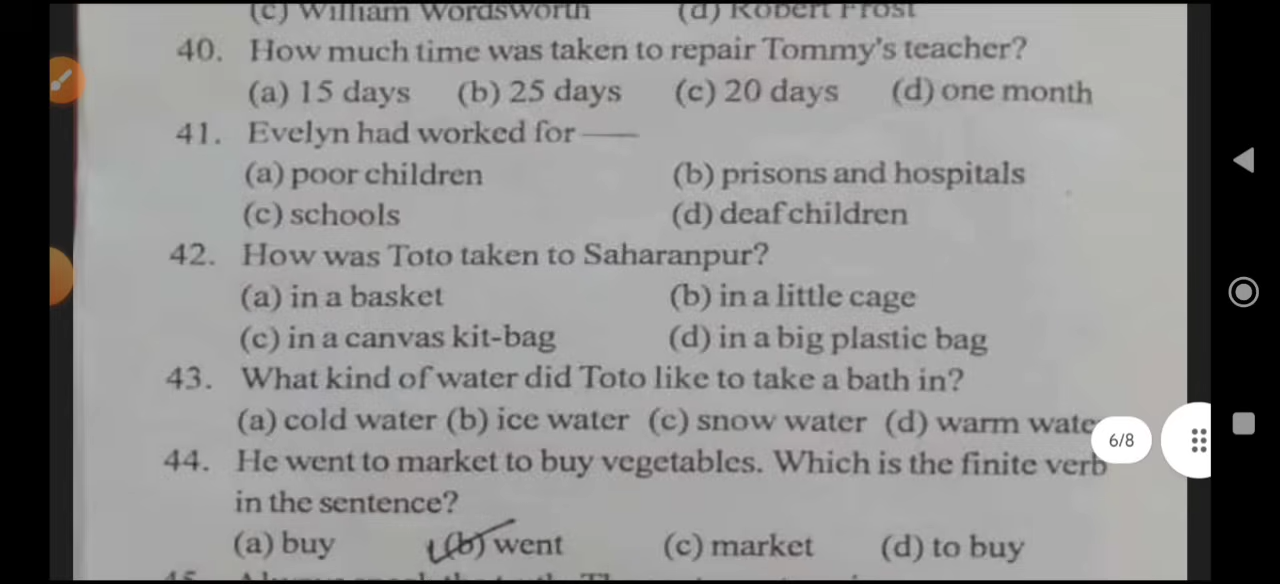 (c) William Wordsworth (d) Robert Frost
40. How much time was taken to repair Tommy's teacher?
(a) 15 days (b) 25 days (c) 20 days (d) one month
41. Evelyn had worked for ——
(a) poor children (b) prisons and hospitals
(c) schools (d) deaf children
42. How was Toto taken to Saharanpur?
(a) in a basket (b) in a little cage
(c) in a canvas kit-bag (d) in a big plastic bag
43. What kind of water did Toto like to take a bath in?
(a) cold water (b) ice water (c) snow water (d) warm wate
6/8
44. He went to market to buy vegetables. Which is the finite verb
in the sentence?
(a) buy (b) went (c) market (d) to buy